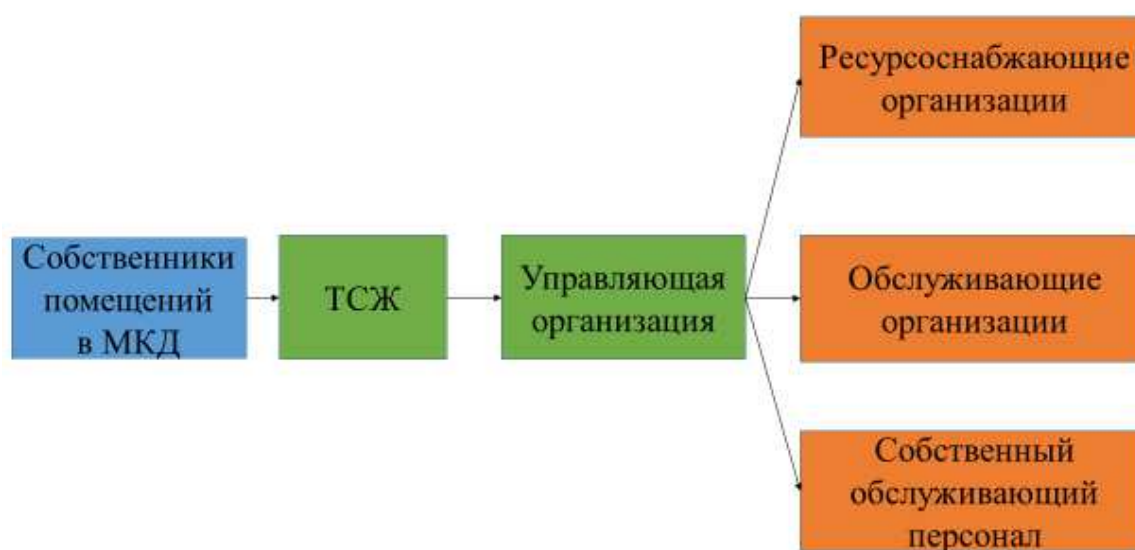 Ресурсоснабжающие
организации
Собственники
помещений
в МКД
ТСЖ
Управляющая
организация
Обслуживающие
организации
Собственный
обслуживающий
персонал